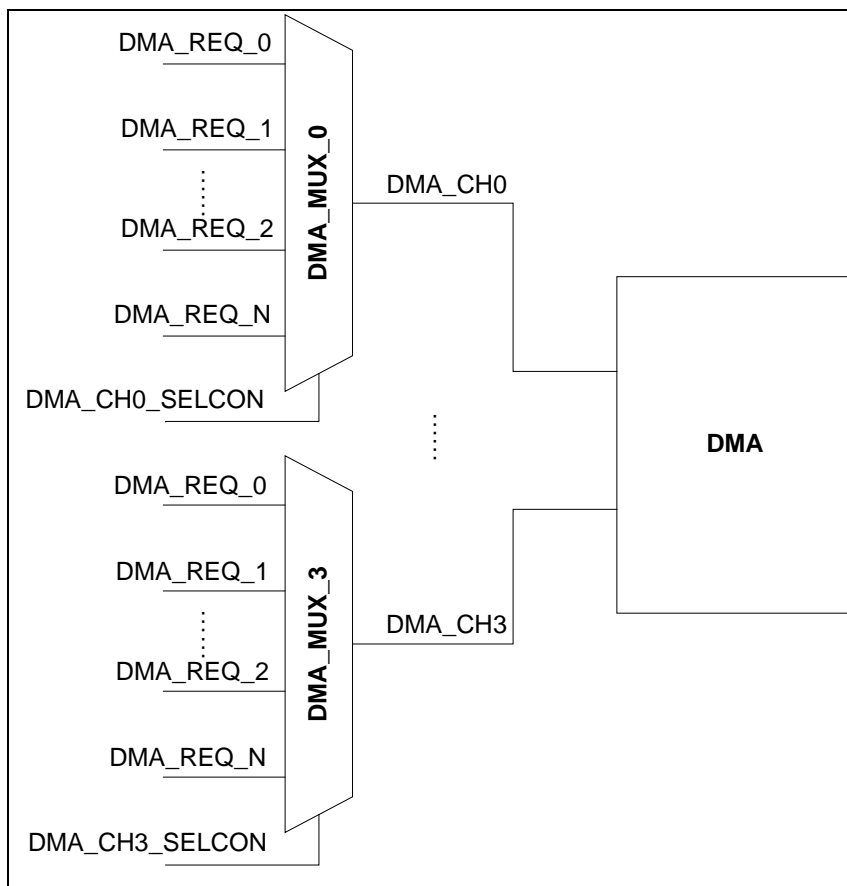 DMA_REQ_0
DMA_REQ_1
DMA_REQ_2
DMA_REQ_N
DMA_CH0_SELCON
DMA_MUX_0
DMA_CH0
DMA
DMA_REQ_0
DMA_REQ_1
DMA_REQ_2
DMA_REQ_N
DMA_CH3_SELCON
DMA_MUX_3
DMA_CH3